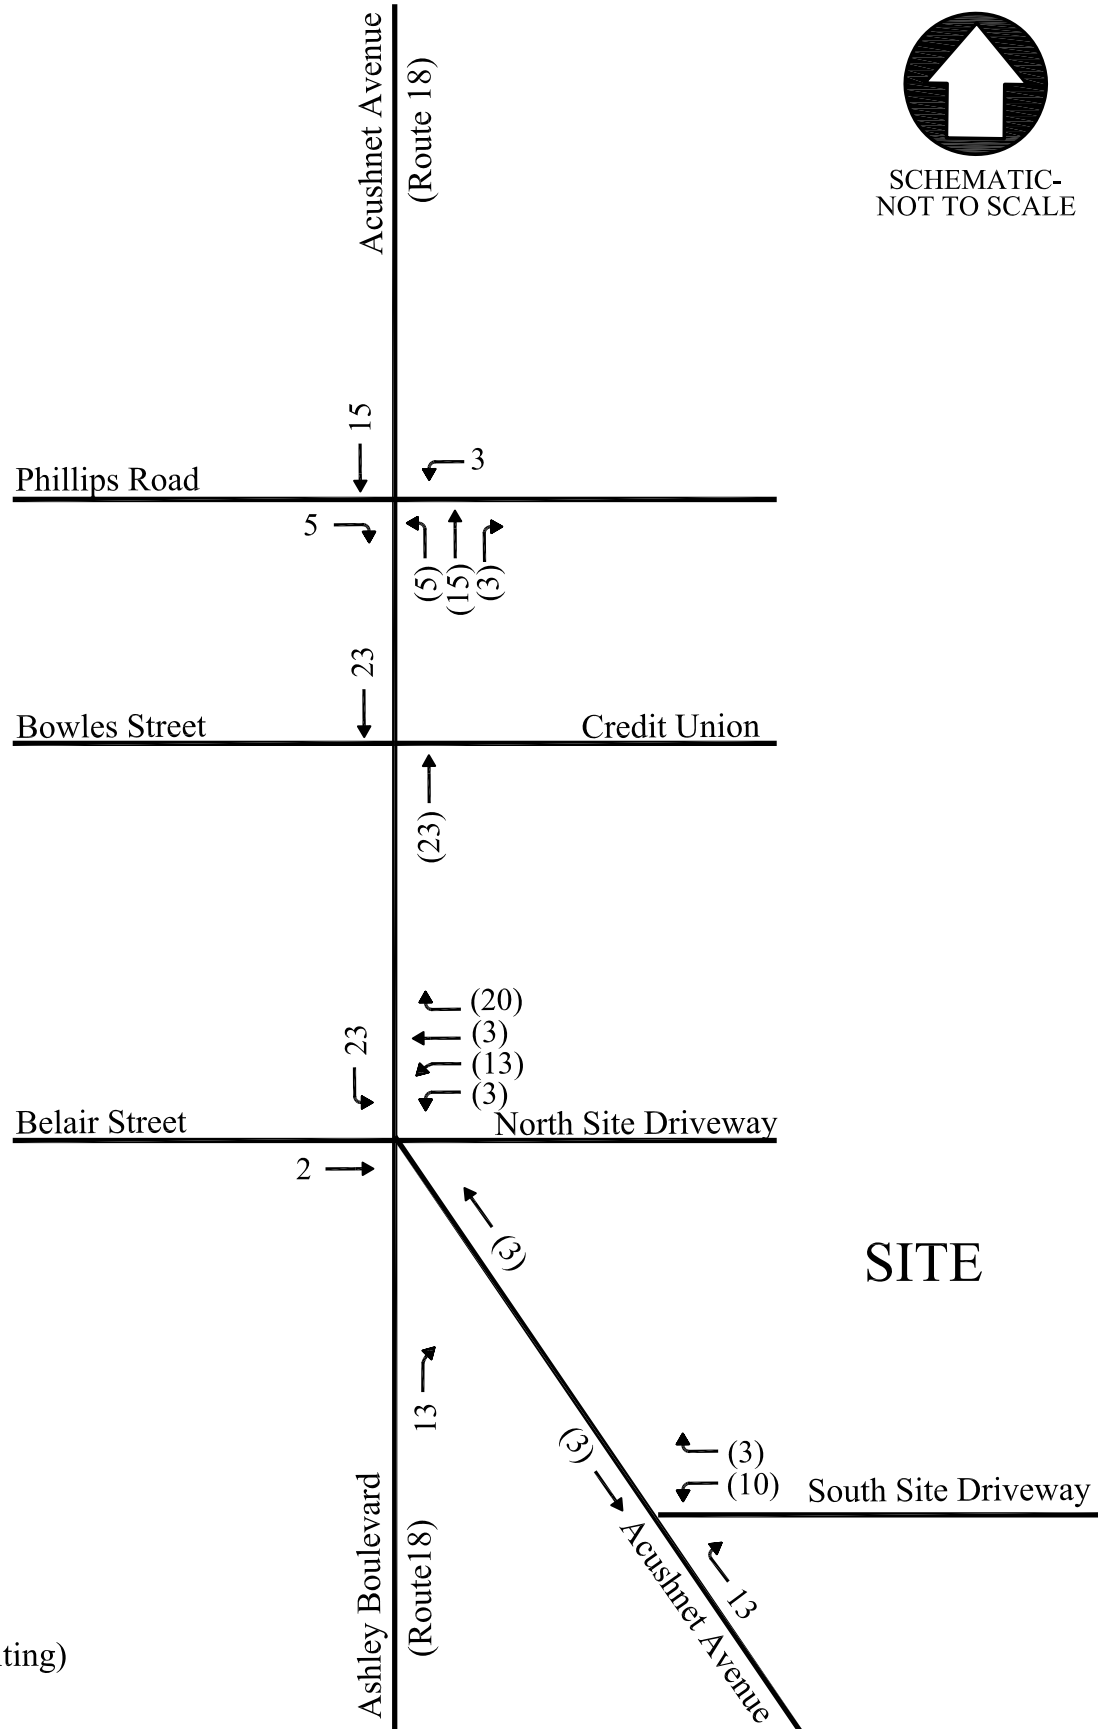 Acushnet Avenue
(Route 18)
SCHEMATIC-
NOT TO SCALE
15
3
Phillips Road
5
(5)
(15)
(3)
23
Bowles Street
Credit Union
(23)
(20)
(3)
(13)
(3)
23
Belair Street
North Site Driveway
2
(3)
SITE
13
(3)
(3)
(10)
South Site Driveway
Ashley Boulevard
(Route18)
Acushnet Avenue
13
ting)